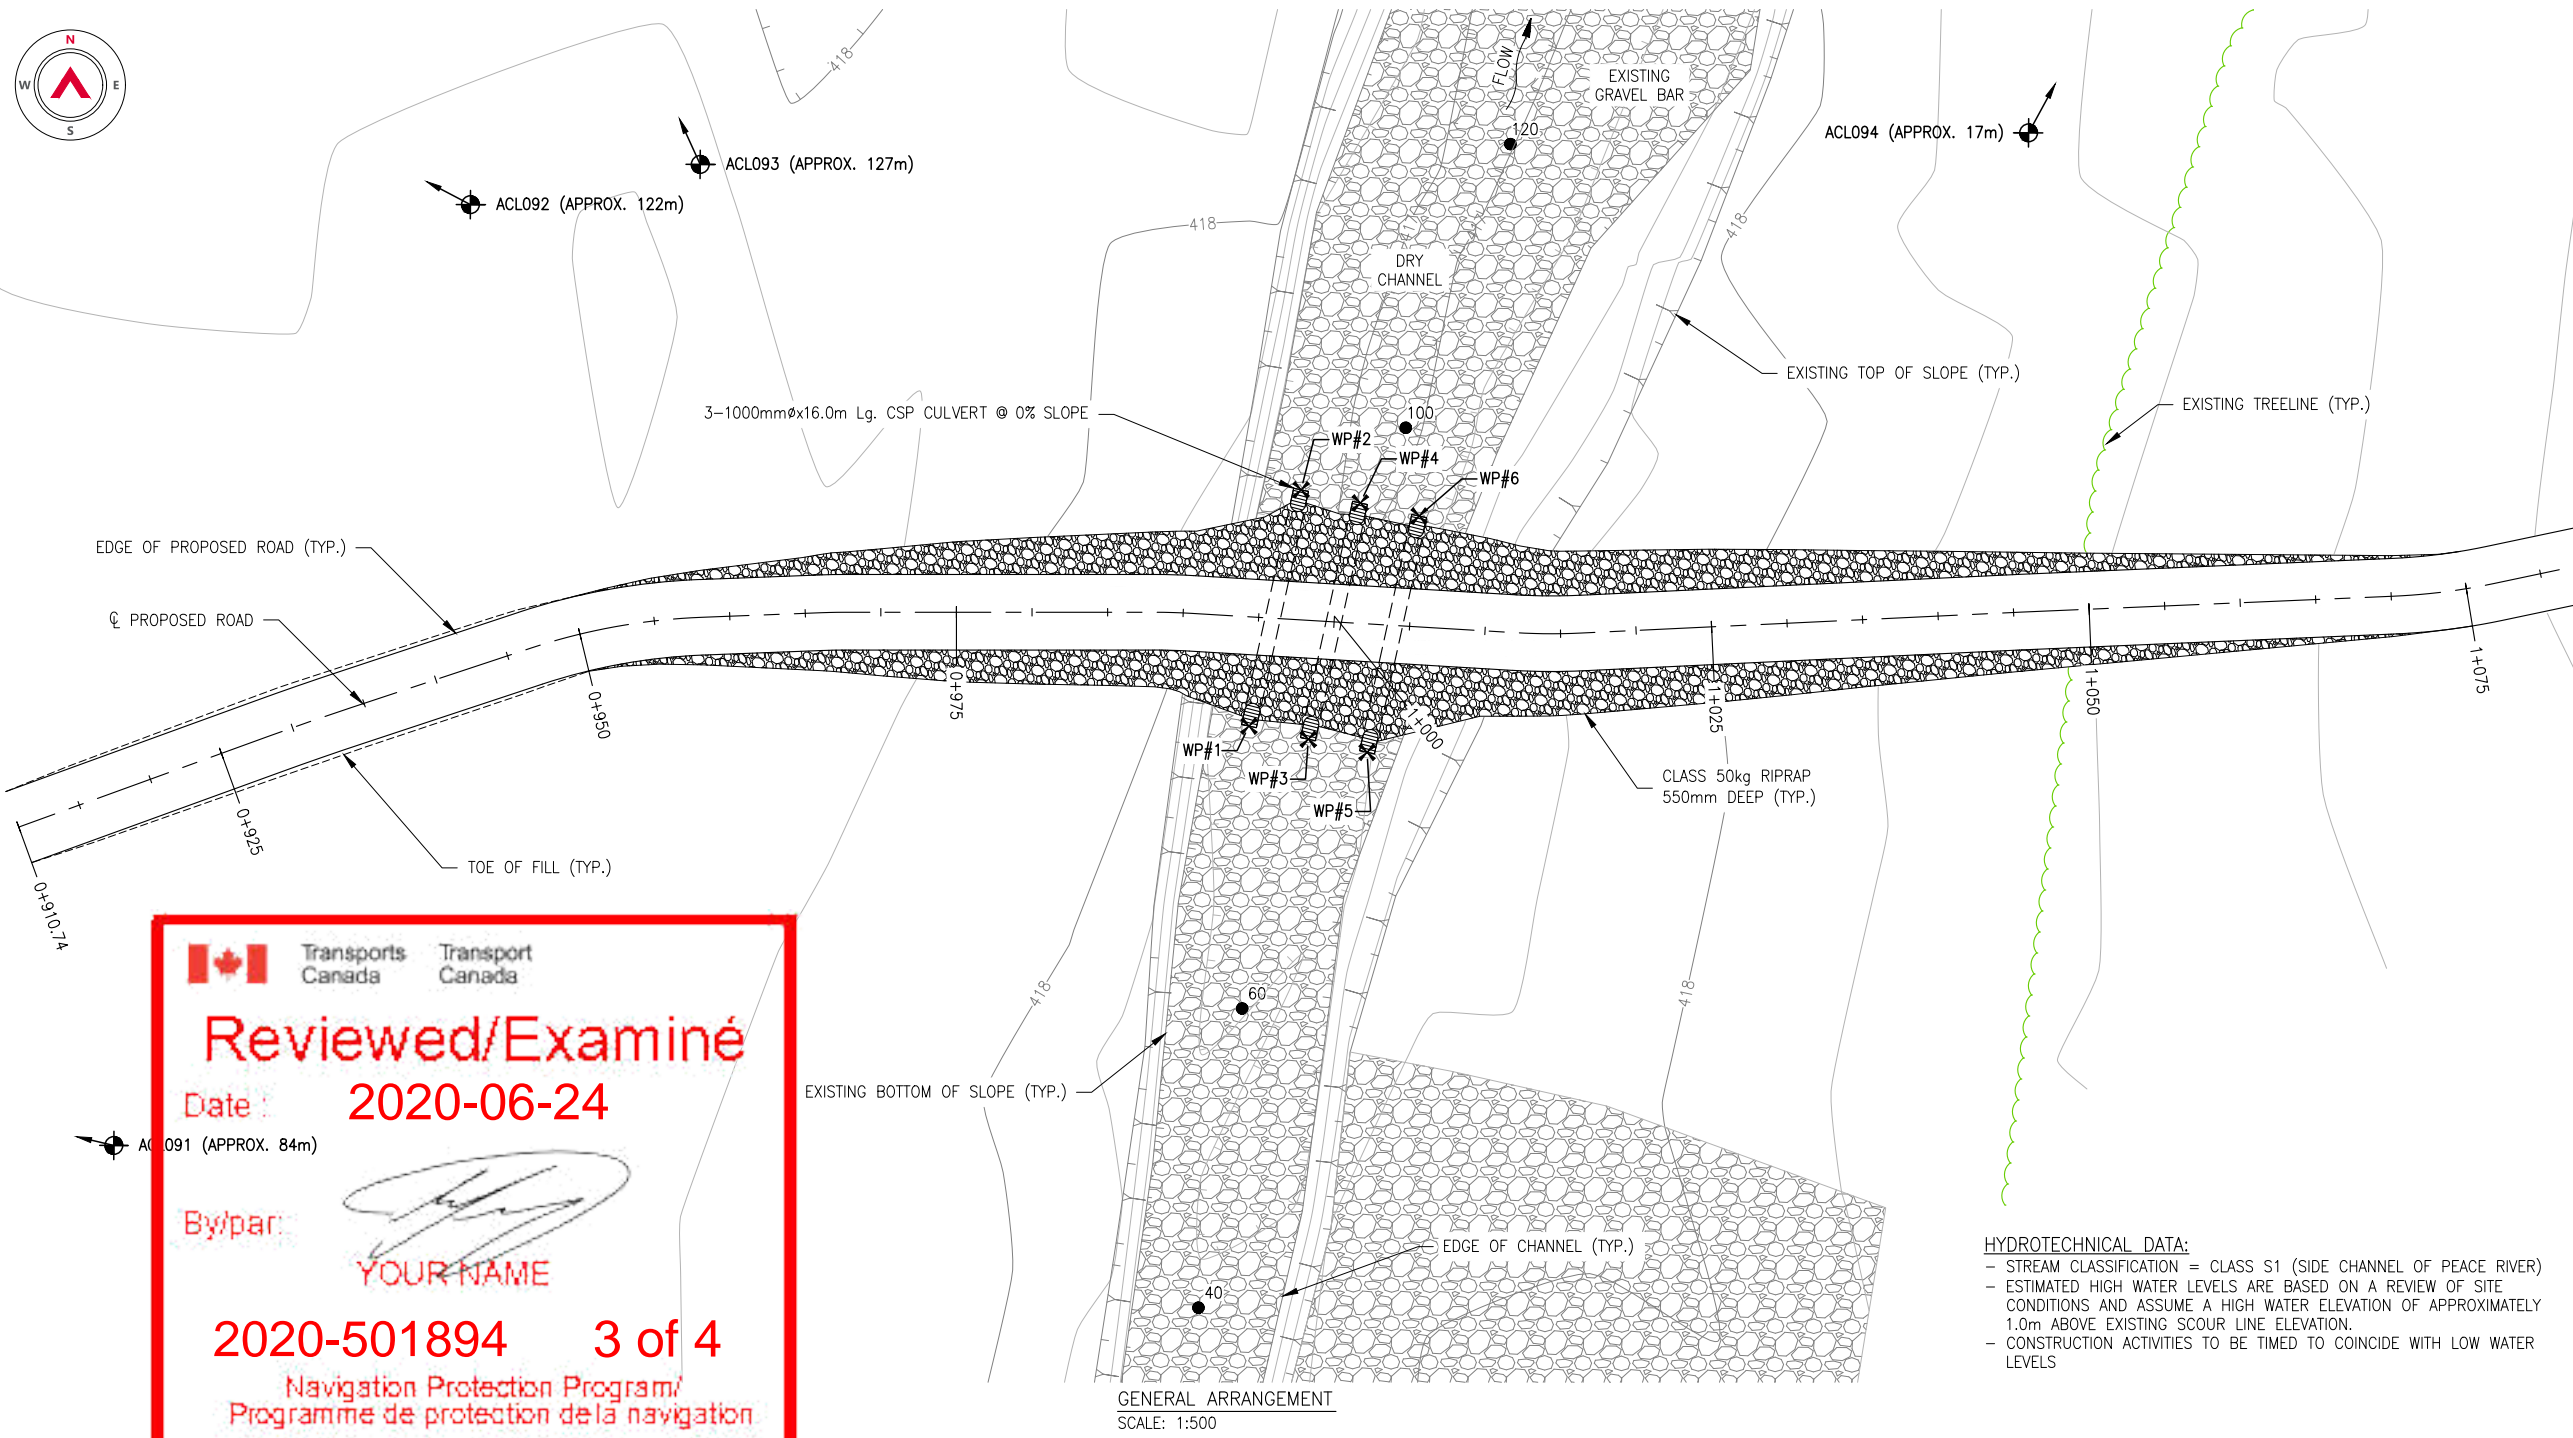 N
W
E
S
418
FLOW
EXISTING
GRAVEL BAR
120
ACL094 (APPROX. 17m)
ACL093 (APPROX. 127m)
ACL092 (APPROX. 122m)
418
417
417
418
DRY
CHANNEL
EXISTING TOP OF SLOPE (TYP.)
EXISTING TREELINE (TYP.)
3-1000mmøx16.0m Lg. CSP CULVERT @ 0% SLOPE
100
WP#2
WP#4
WP#6
EDGE OF PROPOSED ROAD (TYP.)
℄ PROPOSED ROAD
0+910.74
0+925
0+950
0+975
1+000
1+025
1+050
1+075
WP#1
WP#3
WP#5
CLASS 50kg RIPRAP
550mm DEEP (TYP.)
TOE OF FILL (TYP.)
418
60
418
EXISTING BOTTOM OF SLOPE (TYP.)
EDGE OF CHANNEL (TYP.)
40
Transports Canada
Transport Canada
Reviewed/Examiné
Date : 2020-06-24
ACL091 (APPROX. 84m)
By/par:
YOUR NAME
2020-501894 3 of 4
Navigation Protection Program/
Programme de protection de la navigation
GENERAL ARRANGEMENT
SCALE: 1:500
HYDROTECHNICAL DATA:
- STREAM CLASSIFICATION = CLASS S1 (SIDE CHANNEL OF PEACE RIVER)
- ESTIMATED HIGH WATER LEVELS ARE BASED ON A REVIEW OF SITE
CONDITIONS AND ASSUME A HIGH WATER ELEVATION OF APPROXIMATELY
1.0m ABOVE EXISTING SCOUR LINE ELEVATION.
- CONSTRUCTION ACTIVITIES TO BE TIMED TO COINCIDE WITH LOW WATER
LEVELS